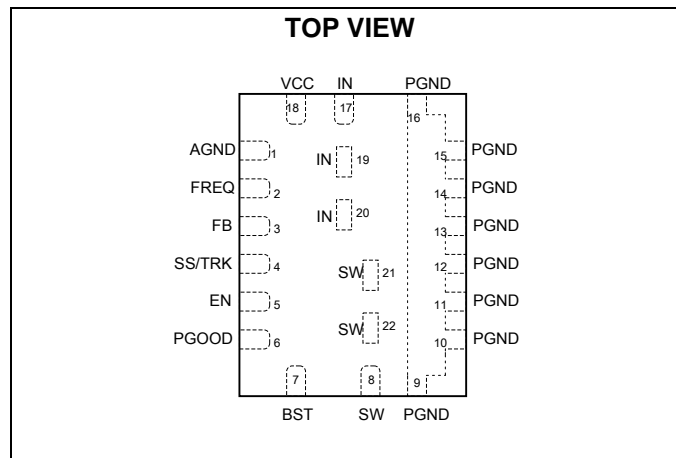 TOP VIEW
VCC IN PGND
18 17 16
AGND 1 IN 19 15 PGND
FREQ 2 14 PGND
IN 20
FB 3 13 PGND
SS/TRK 4 SW 21 12 PGND
EN 5 11 PGND
SW 22
PGOOD 6 10 PGND
7 8 9
BST SW PGND